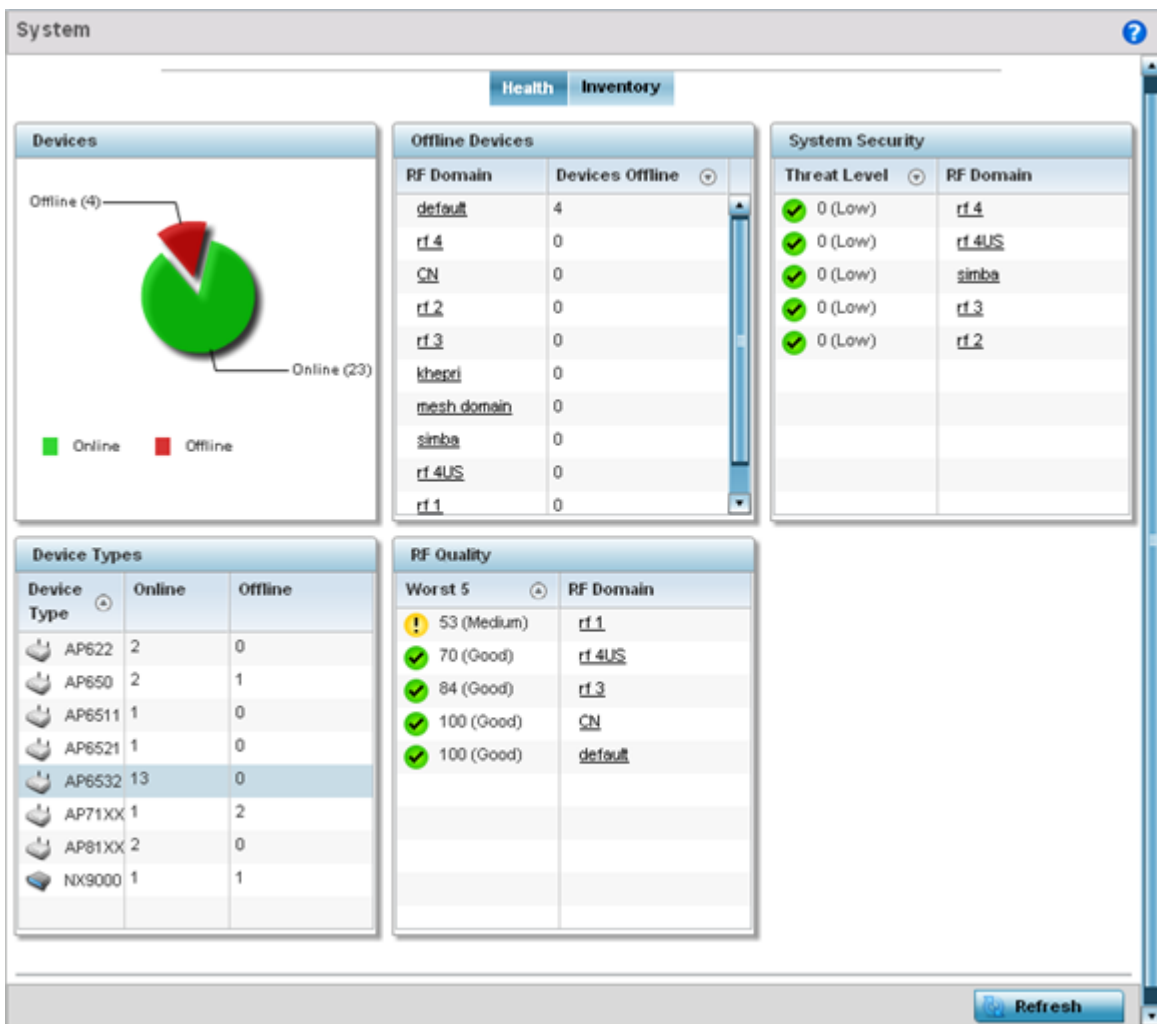 System
?
Health Inventory
Devices
Offline (4)
Online (23)
Online Offline
Offline Devices
RF Domain Devices Offline
default 4
rf 4 0
CN 0
rf 2 0
rf 3 0
khepri 0
mesh domain 0
simba 0
rf 4US 0
rf 1 0
System Security
Threat Level RF Domain
0 (Low) rf 4
0 (Low) rf 4US
0 (Low) simba
0 (Low) rf 3
0 (Low) rf 2
Device Types
Device Type Online Offline
AP622 2 0
AP650 2 1
AP6511 1 0
AP6521 1 0
AP6532 13 0
AP71XX 1 2
AP81XX 2 0
NX9000 1 1
RF Quality
Worst 5 RF Domain
53 (Medium) rf 1
70 (Good) rf 4US
84 (Good) rf 3
100 (Good) CN
100 (Good) default
Refresh